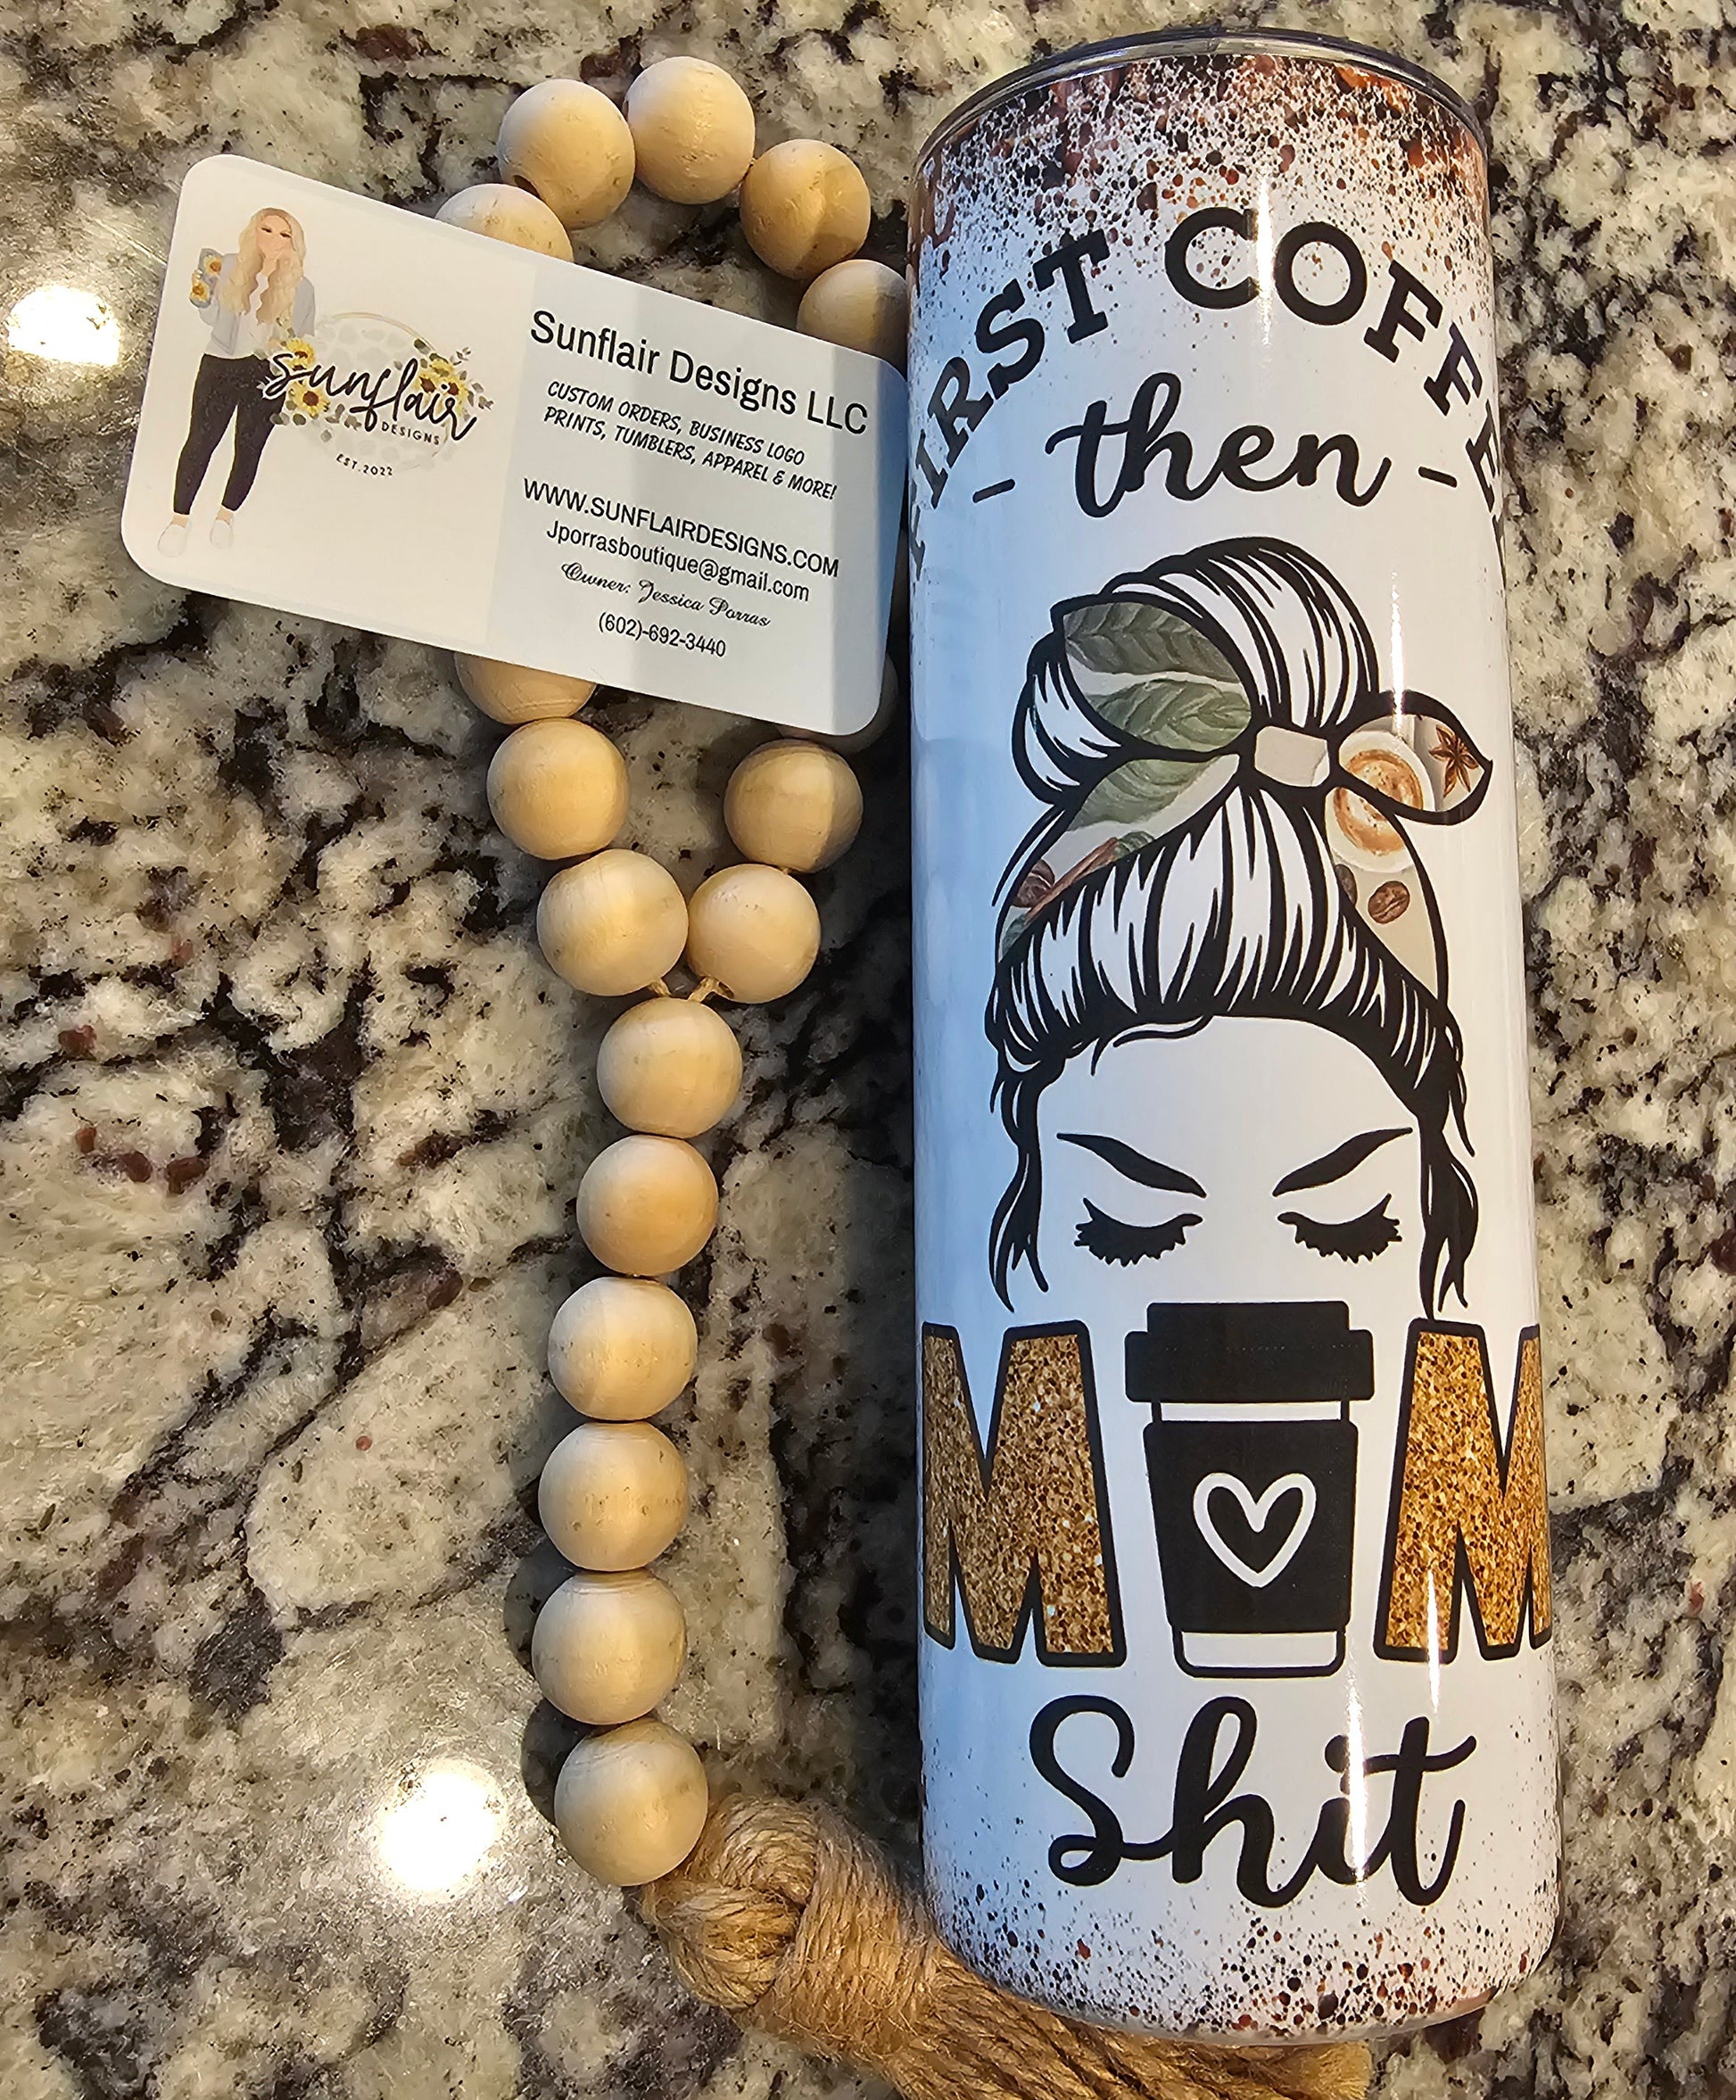 sunflair
DESIGNS
EST.2022
Sunflair Designs LLC
CUSTOM ORDERS, BUSINESS LOGO
PRINTS, TUMBLERS, APPAREL & MORE!
WWW.SUNFLAIRDESIGNS.COM
Jporrasboutique@gmail.com
Owner: Jessica Porras
(602)-692-3440
FIRST COFFEE
- then -
M M
Shit